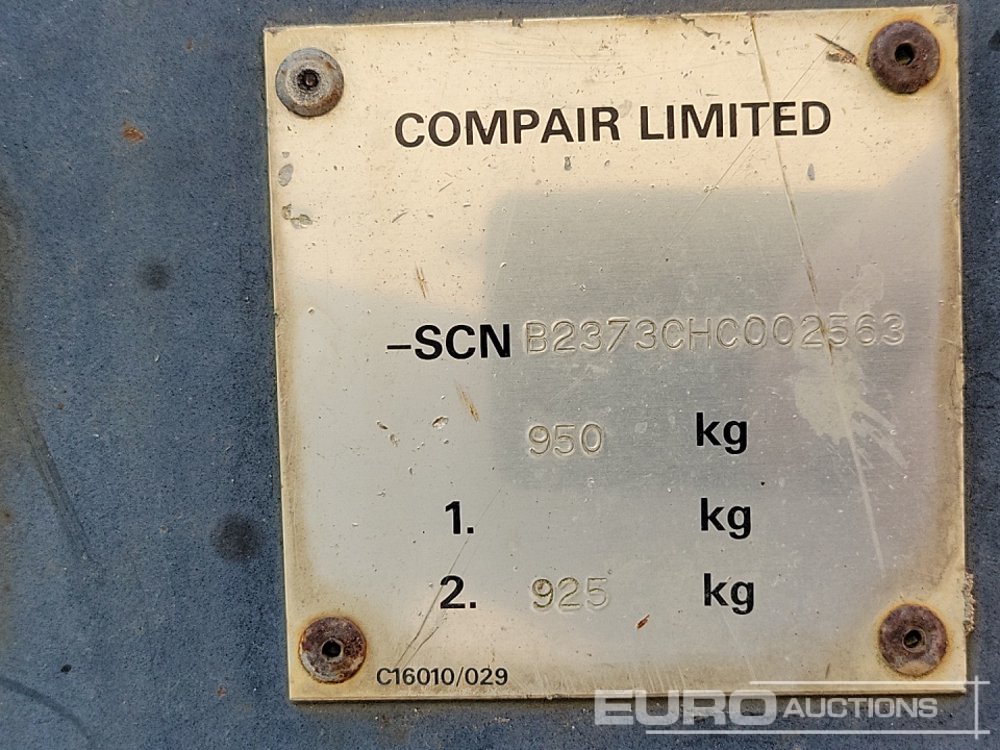 COMPAIR LIMITED
–SCN B2373CHC002563
950 kg
1. kg
2. 925 kg
C16010/029
EURO AUCTIONS